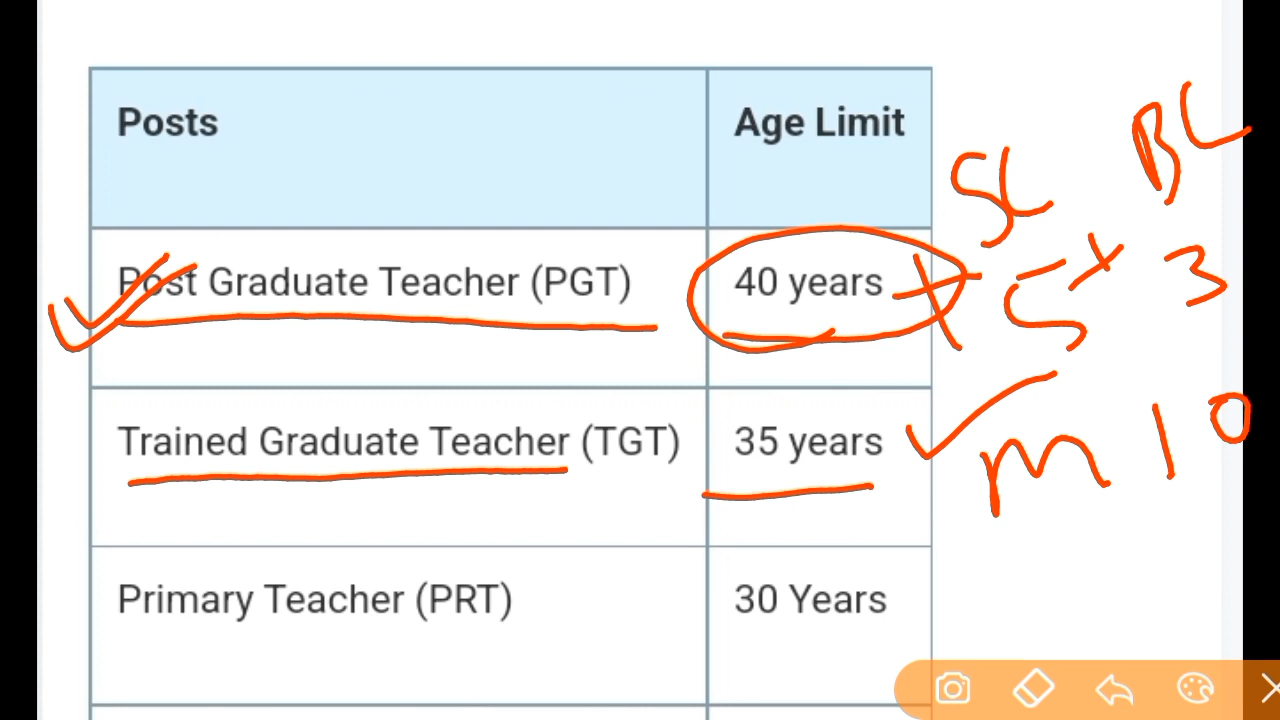 Posts Age Limit
SC BC
Post Graduate Teacher (PGT) 40 years + 5 + 3
Trained Graduate Teacher (TGT) 35 years m 10
Primary Teacher (PRT) 30 Years